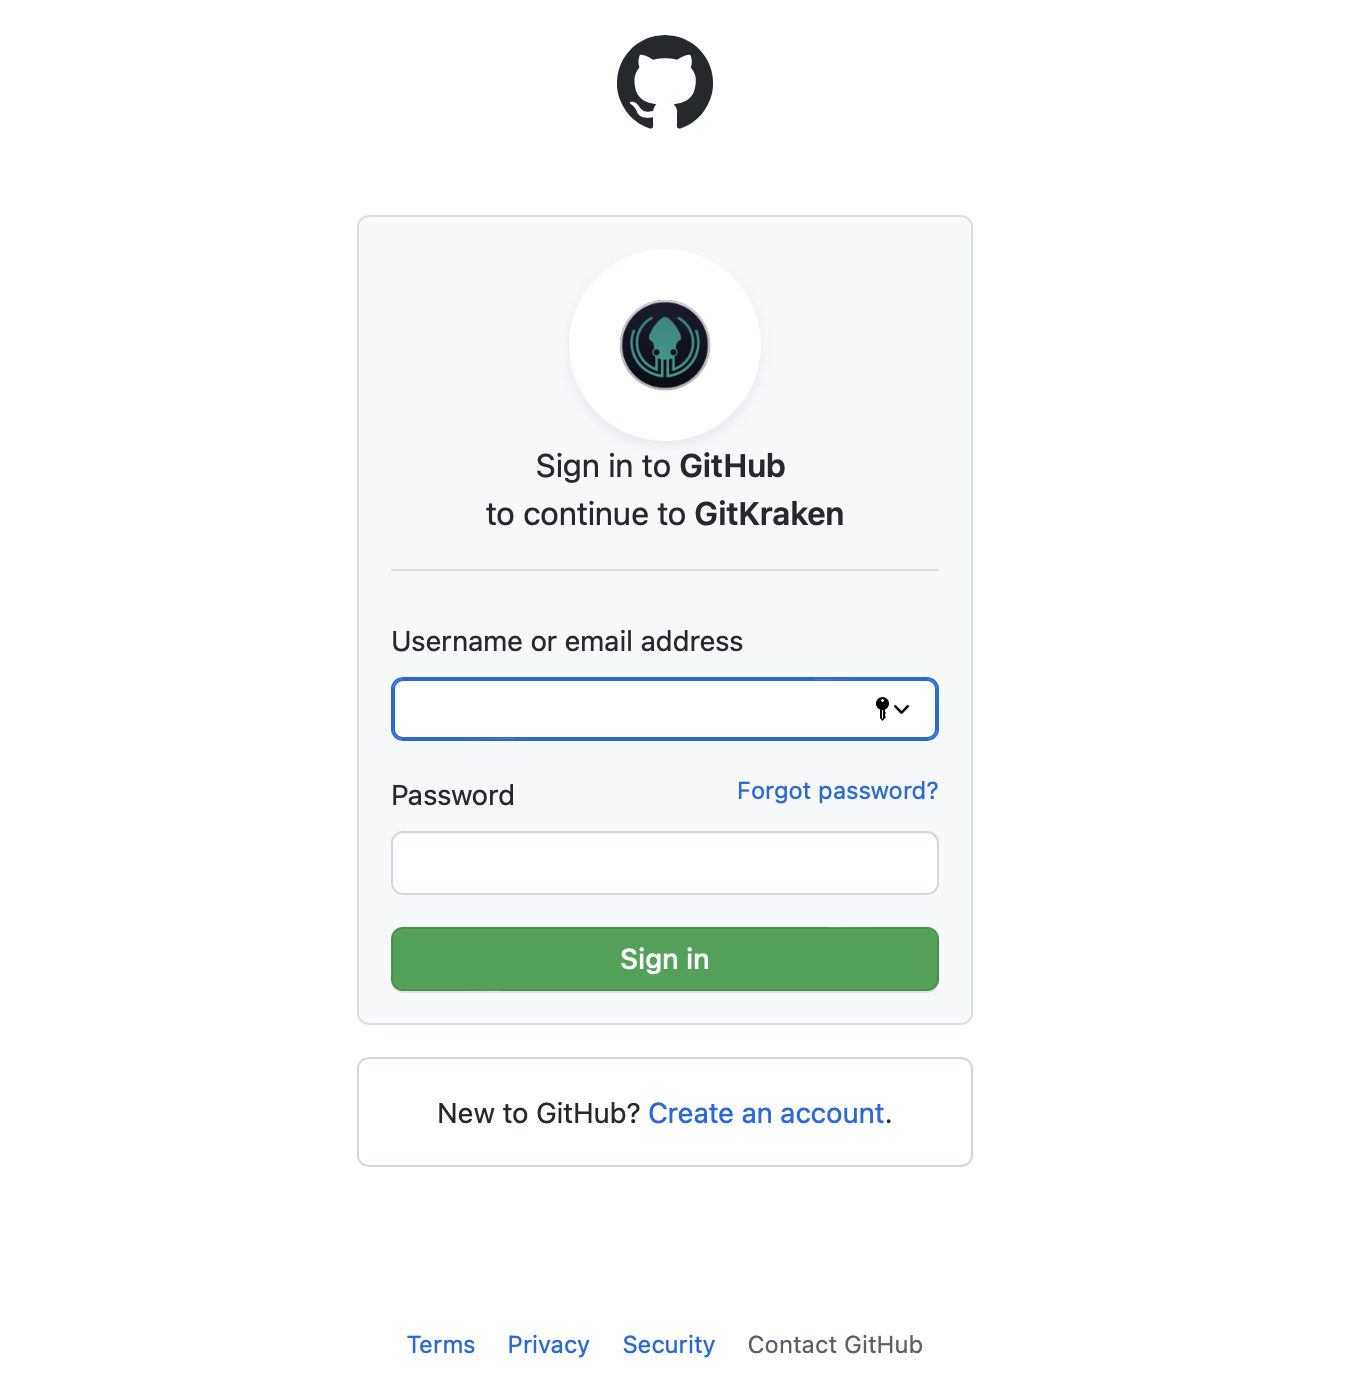 Sign in to GitHub
to continue to GitKraken
Username or email address
Password
Forgot password?
Sign in
New to GitHub? Create an account.
Terms Privacy Security Contact GitHub